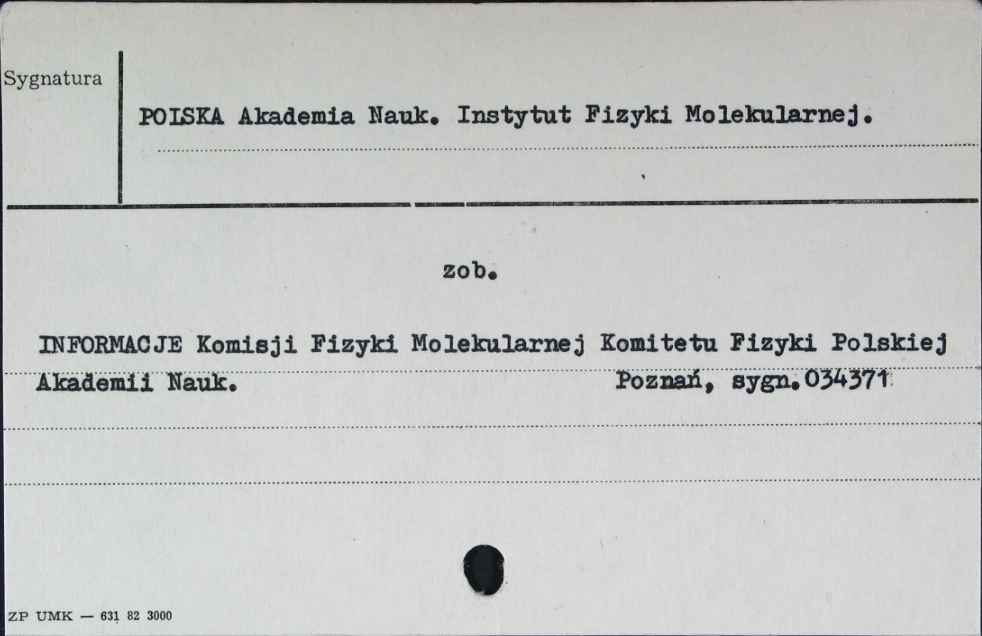 Sygnatura
POLSKA Akademia Nauk. Instytut Fizyki Molekularnej.
zob.
INFORMACJE Komisji Fizyki Molekularnej Komitetu Fizyki Polskiej
Akademii Nauk. Poznań, sygn.034371
ZP UMK — 631 82 3000